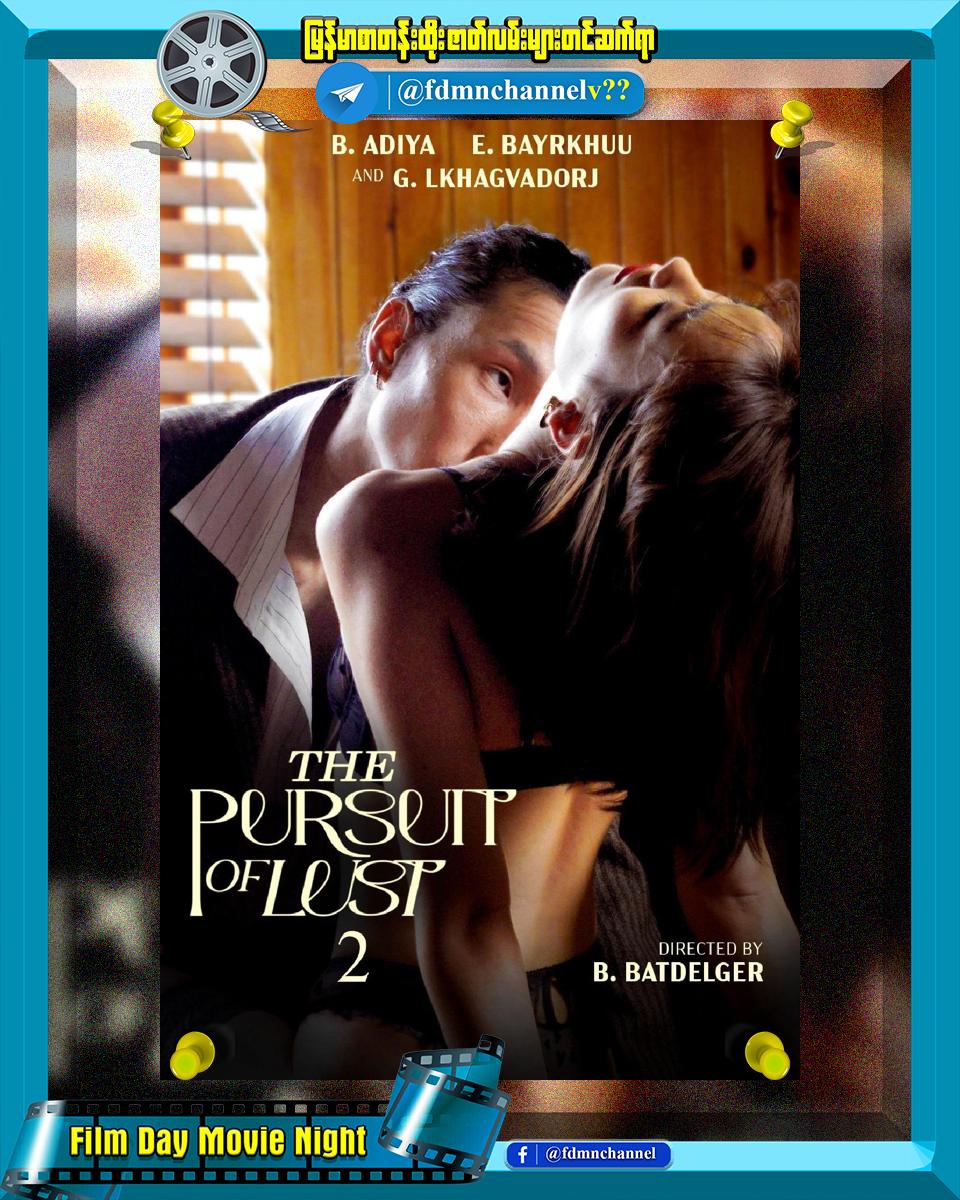 မြန်မာစာတန်းထိုးဇာတ်လမ်းများတင်ဆက်ရာ
@fdmnchannelv??
B. ADIYA E. BAYRKHUU
AND G. LKHAGVADORJ
THE
PURSUIT
OF LUST
2
DIRECTED BY
B. BATDELGER
Film Day Movie Night
@fdmnchannel